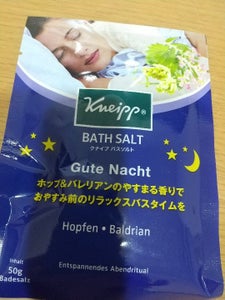 Kneipp®
BATH SALT
クナイプ バスソルト
Gute Nacht
ホップ&バレリアンのやすまる香りで
おやすみ前のリラックスバスタイムを
Hopfen • Baldrian
Inhalt
50g
Badesalz
Entspannendes Abendritual